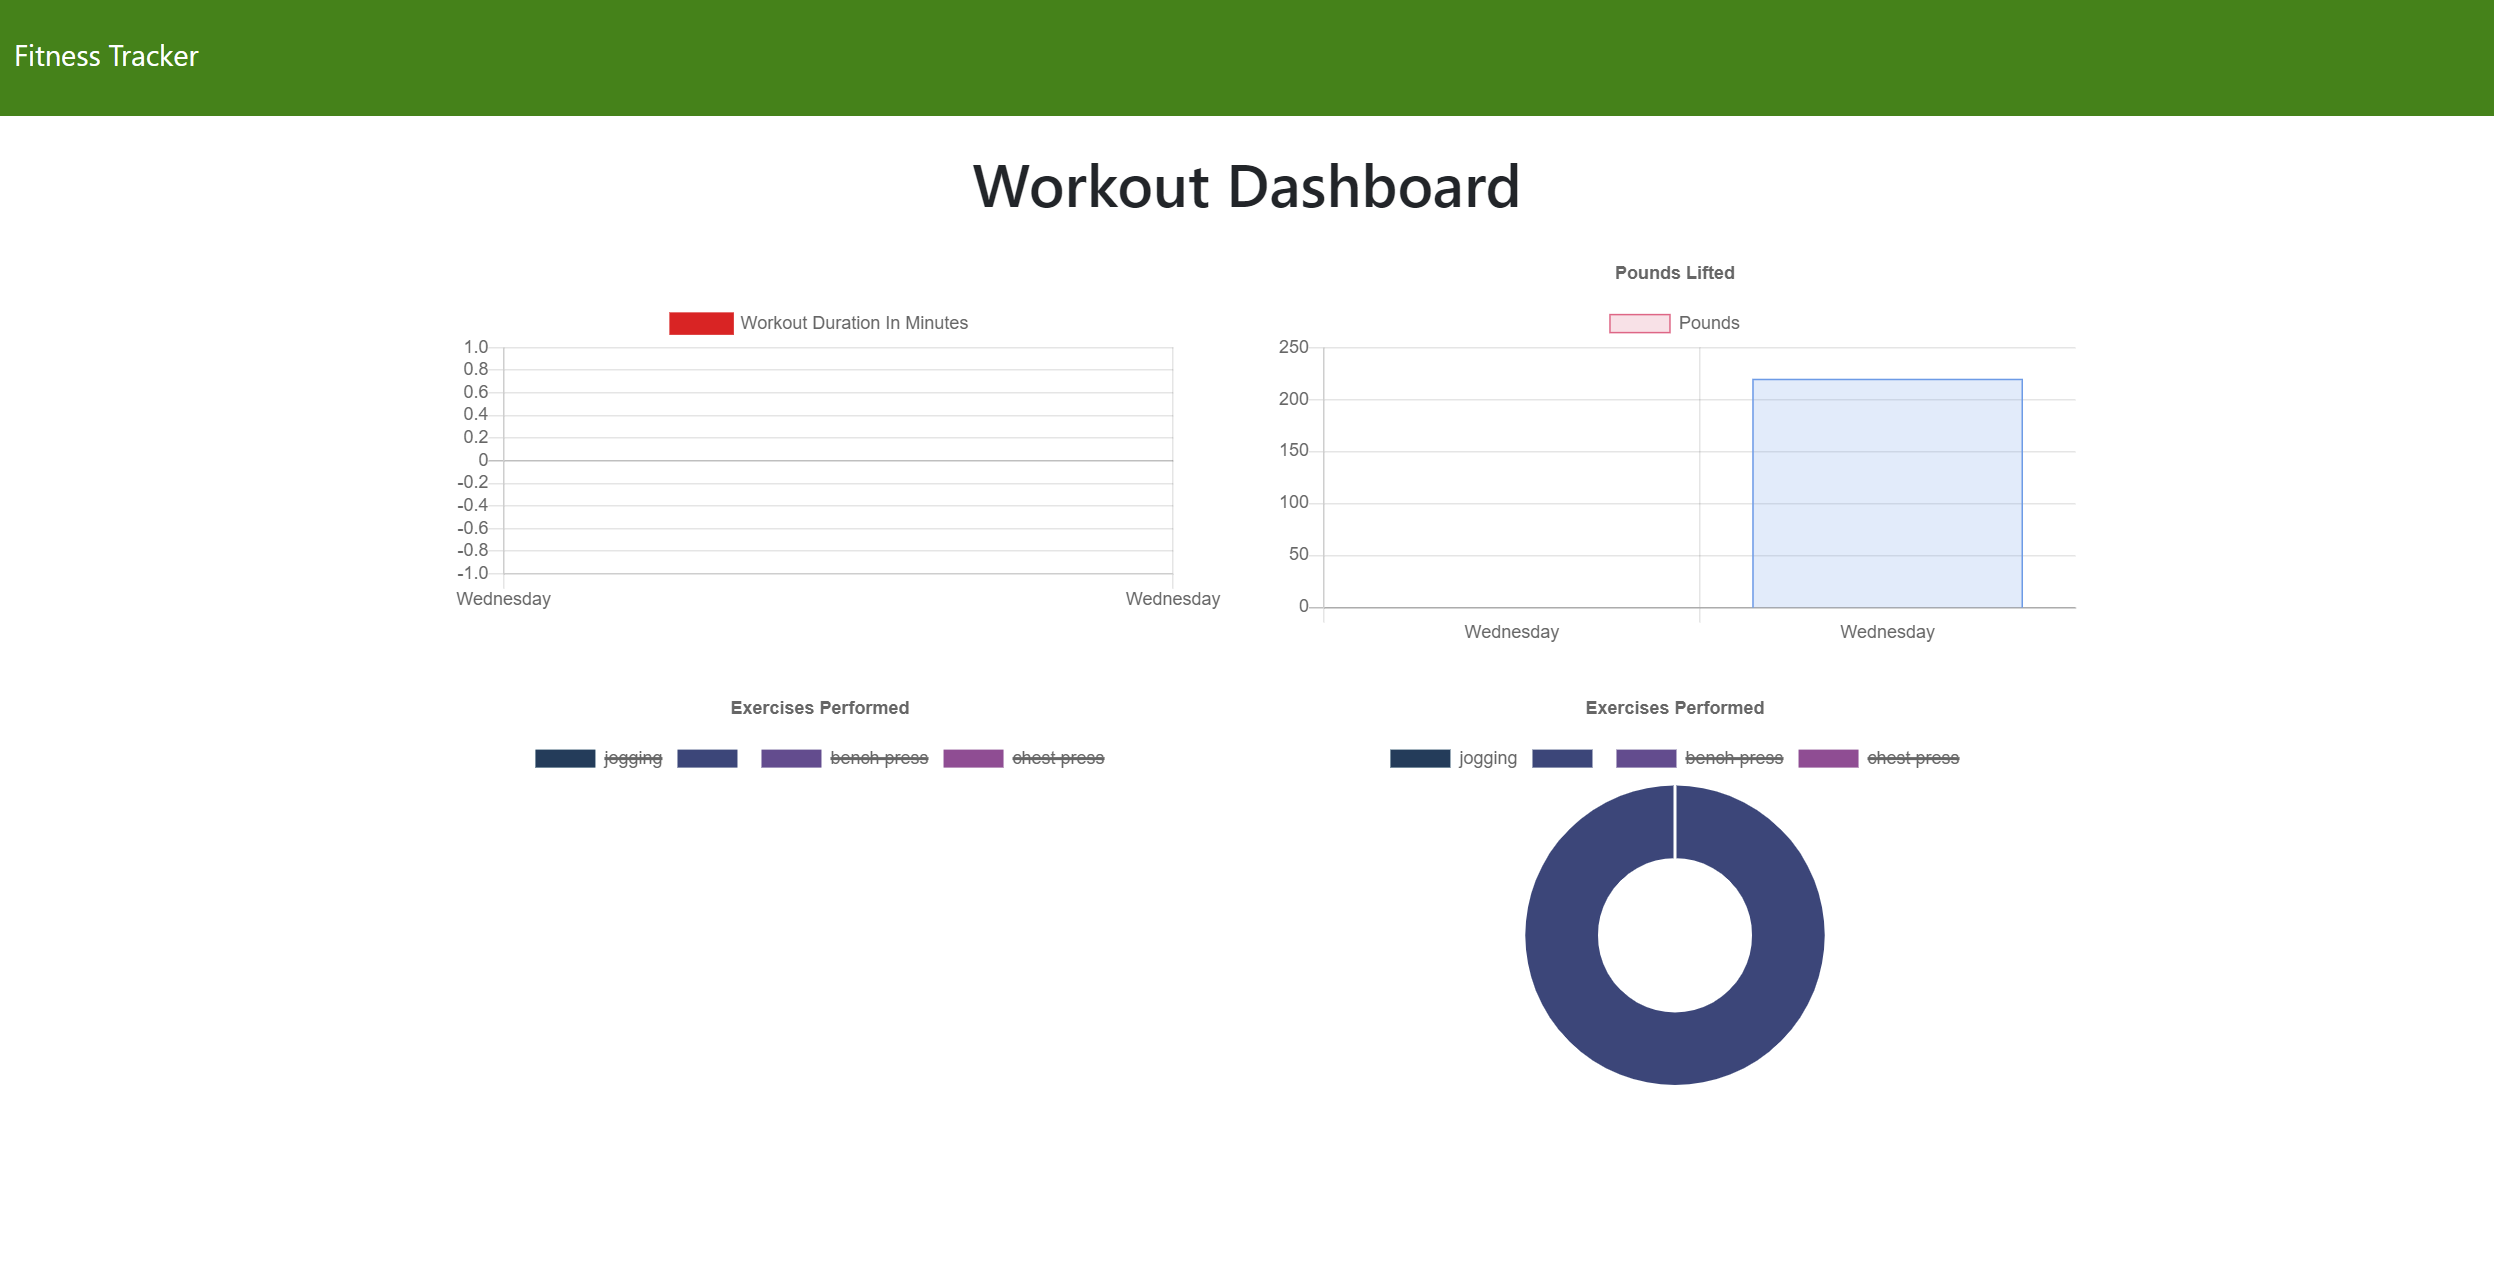 Fitness Tracker
Workout Dashboard
Workout Duration In Minutes
1.0
0.8
0.6
0.4
0.2
0
-0.2
-0.4
-0.6
-0.8
-1.0
Wednesday Wednesday
Pounds Lifted
Pounds
250
200
150
100
50
0
Wednesday Wednesday
Exercises Performed
jogging bench press chest press
Exercises Performed
jogging bench press chest press